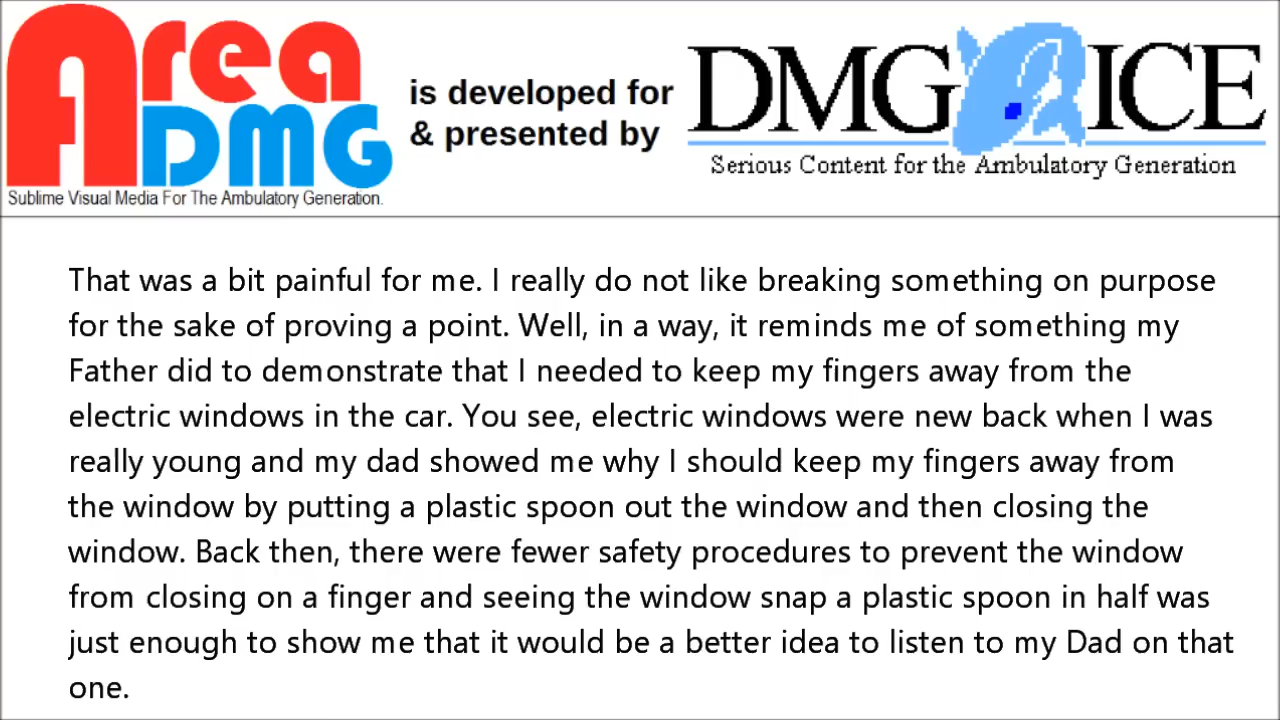 Area
DMG
Sublime Visual Media For The Ambulatory Generation.
is developed for
& presented by
DMG ICE
Serious Content for the Ambulatory Generation
That was a bit painful for me. I really do not like breaking something on purpose
for the sake of proving a point. Well, in a way, it reminds me of something my
Father did to demonstrate that I needed to keep my fingers away from the
electric windows in the car. You see, electric windows were new back when I was
really young and my dad showed me why I should keep my fingers away from
the window by putting a plastic spoon out the window and then closing the
window. Back then, there were fewer safety procedures to prevent the window
from closing on a finger and seeing the window snap a plastic spoon in half was
just enough to show me that it would be a better idea to listen to my Dad on that
one.